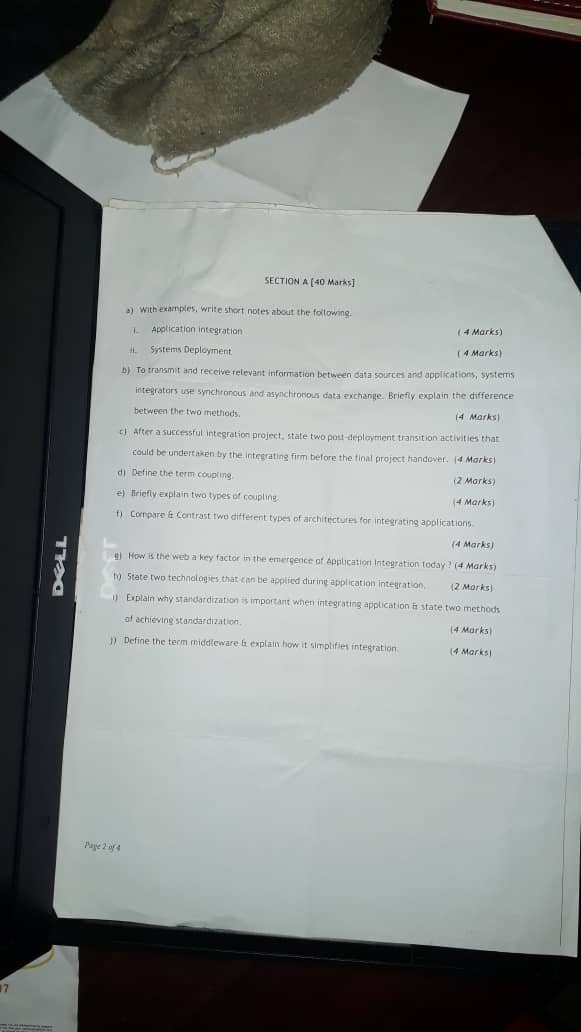 SECTION A [40 Marks]
a) With examples, write short notes about the following.
i. Application integration ( 4 Marks)
ii. Systems Deployment ( 4 Marks)
b) To transmit and receive relevant information between data sources and applications, systems
integrators use synchronous and asynchronous data exchange. Briefly explain the difference
between the two methods. (4 Marks)
c) After a successful integration project, state two post-deployment transition activities that
could be undertaken by the integrating firm before the final project handover. (4 Marks)
d) Define the term coupling. (2 Marks)
e) Briefly explain two types of coupling (4 Marks)
f) Compare & Contrast two different types of architectures for integrating applications.
(4 Marks)
g) How is the web a key factor in the emergence of Application Integration today ? (4 Marks)
h) State two technologies that can be applied during application integration. (2 Marks)
i) Explain why standardization is important when integrating application & state two methods
of achieving standardization. (4 Marks)
j) Define the term middleware & explain how it simplifies integration. (4 Marks)
Page 2 of 4
DELL
17